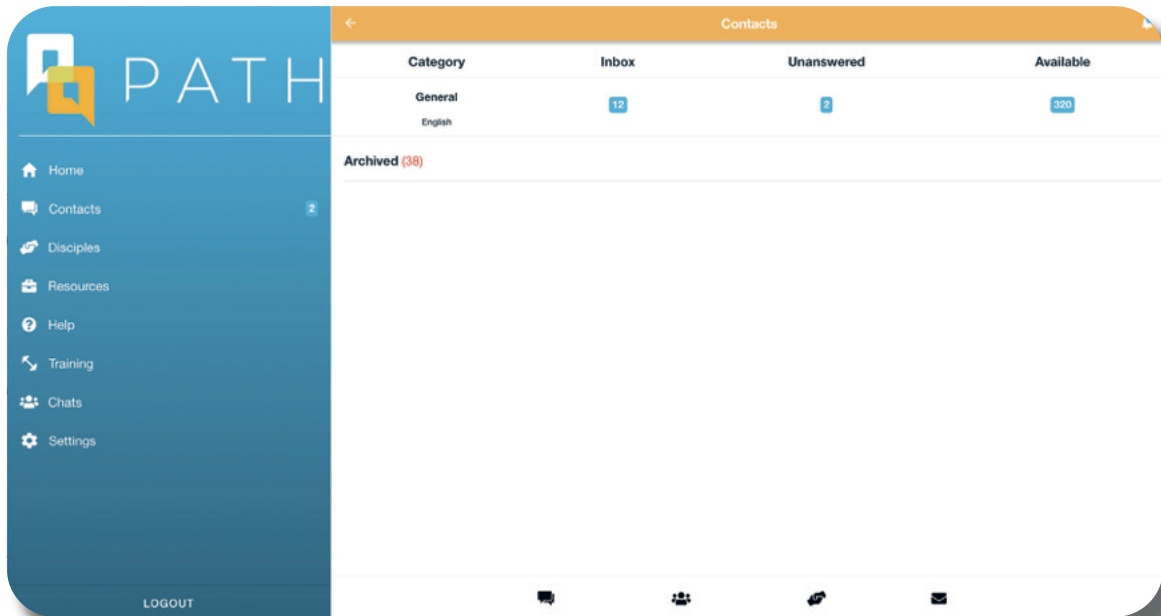 PATH
Home
Contacts 2
Disciples
Resources
Help
Training
Chats
Settings
LOGOUT
Contacts
Category Inbox Unanswered Available
General 12 2 320
English
Archived (38)